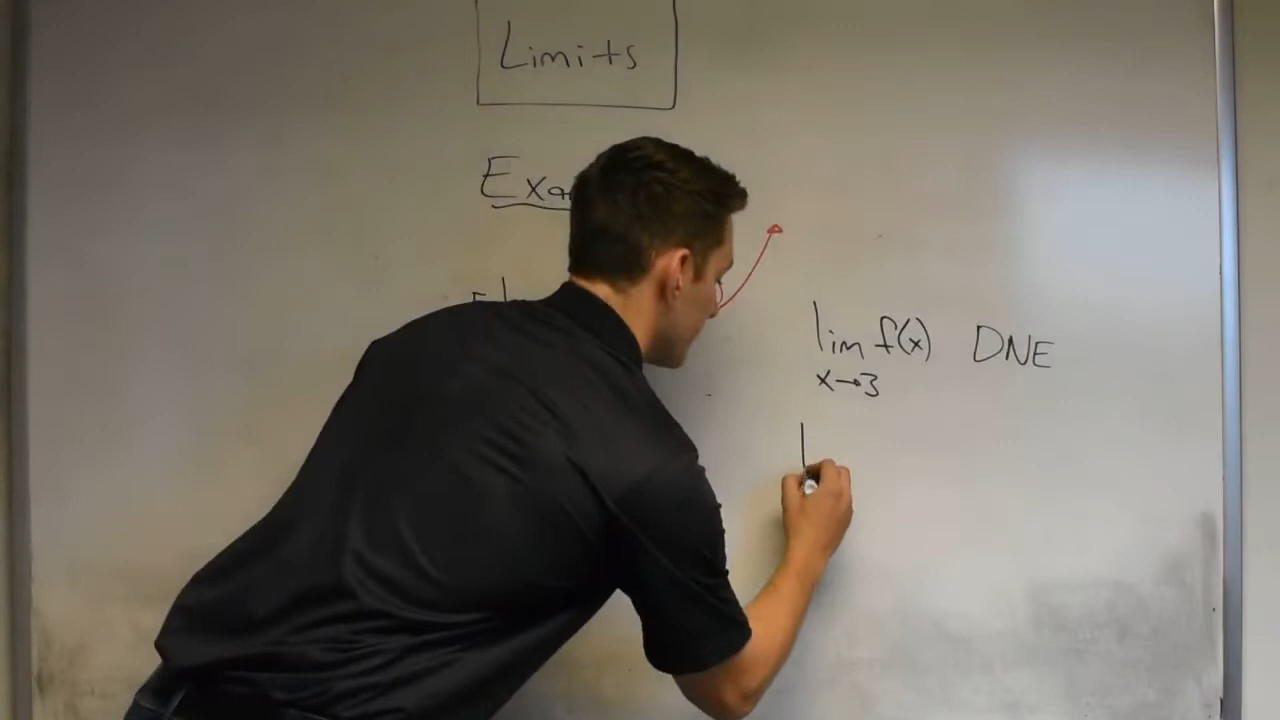 Limits
lim f(x) DNE
x→3